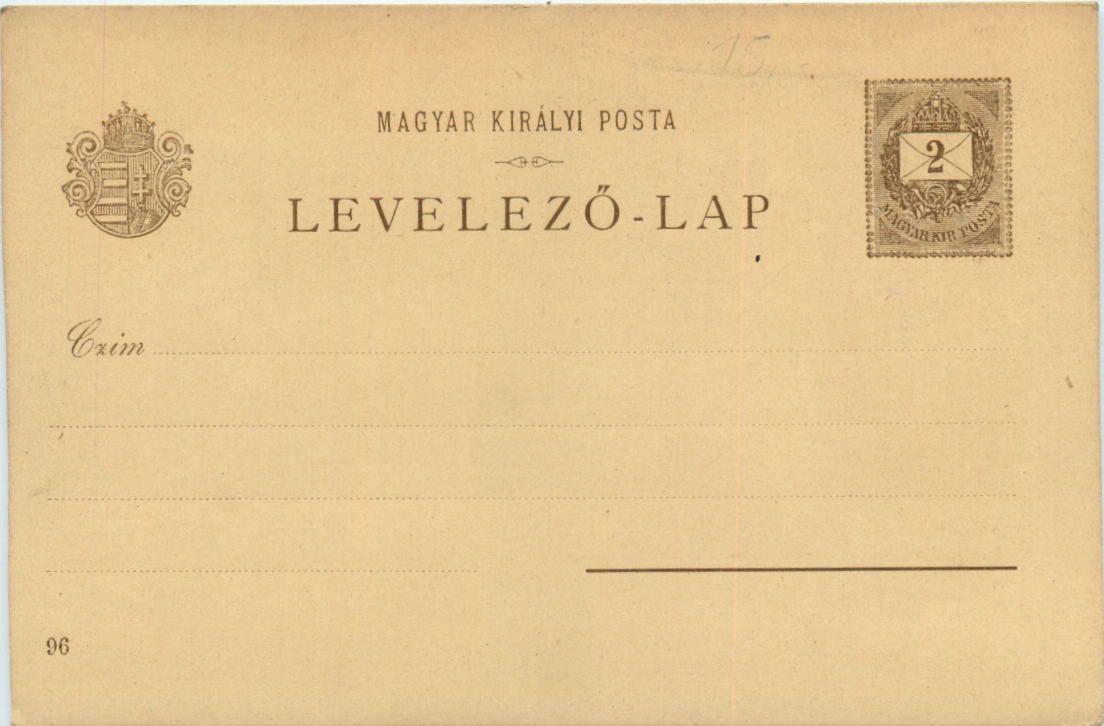 15
MAGYAR KIRÁLYI POSTA
2
MAGYAR KIR. POSTA
LEVELEZŐ-LAP
Czim
96